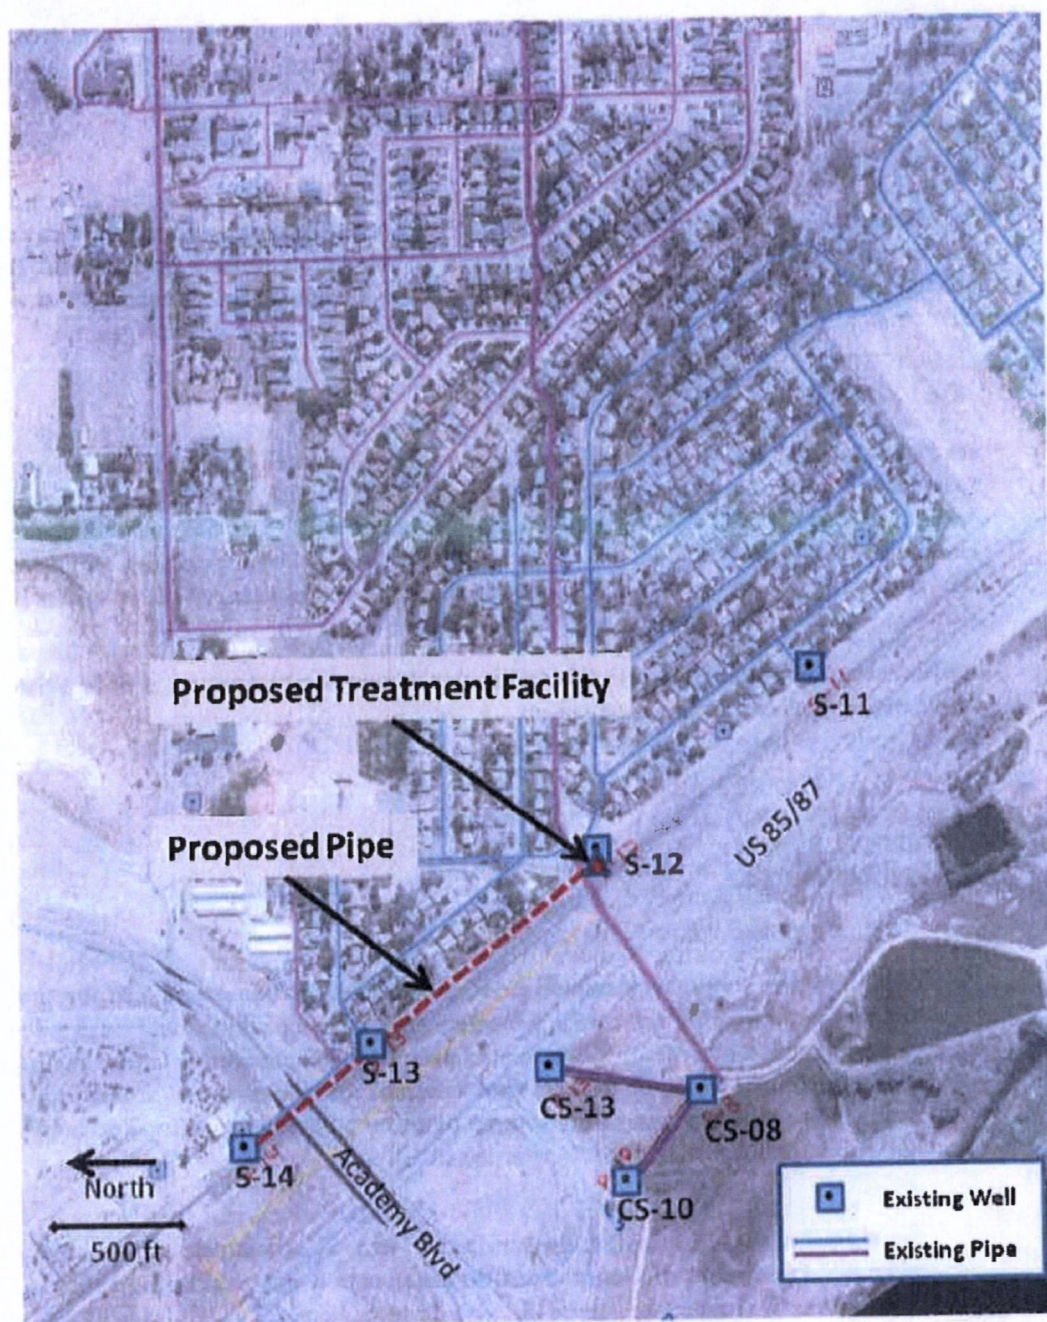 Proposed Treatment Facility
S-11
US 85/87
Proposed Pipe
S-12
S-13
CS-13
CS-08
S-14
North
Academy Blvd
CS-10
500 ft
Existing Well
Existing Pipe